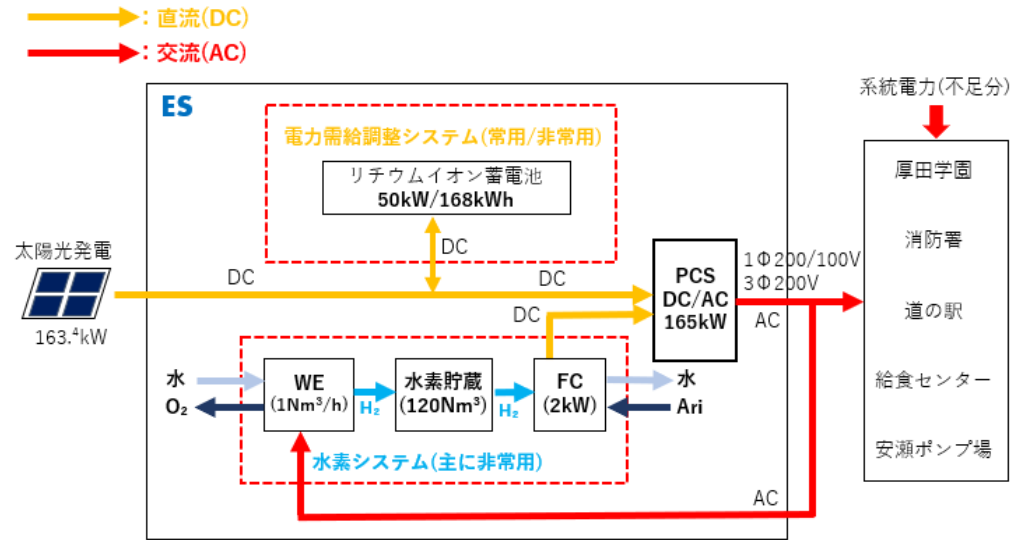 ：直流(DC)
：交流(AC)
系統電力(不足分)
ES
電力需給調整システム(常用/非常用)
リチウムイオン蓄電池
50kW/168kWh
DC
太陽光発電
163.⁴kW
DC
DC
DC
PCS
DC/AC
165kW
1Φ200/100V
3Φ200V
AC
厚田学園
消防署
道の駅
給食センター
安瀬ポンプ場
水
O₂
WE
(1Nm³/h)
H₂
水素貯蔵
(120Nm³)
H₂
FC
(2kW)
水
Ari
水素システム(主に非常用)
AC